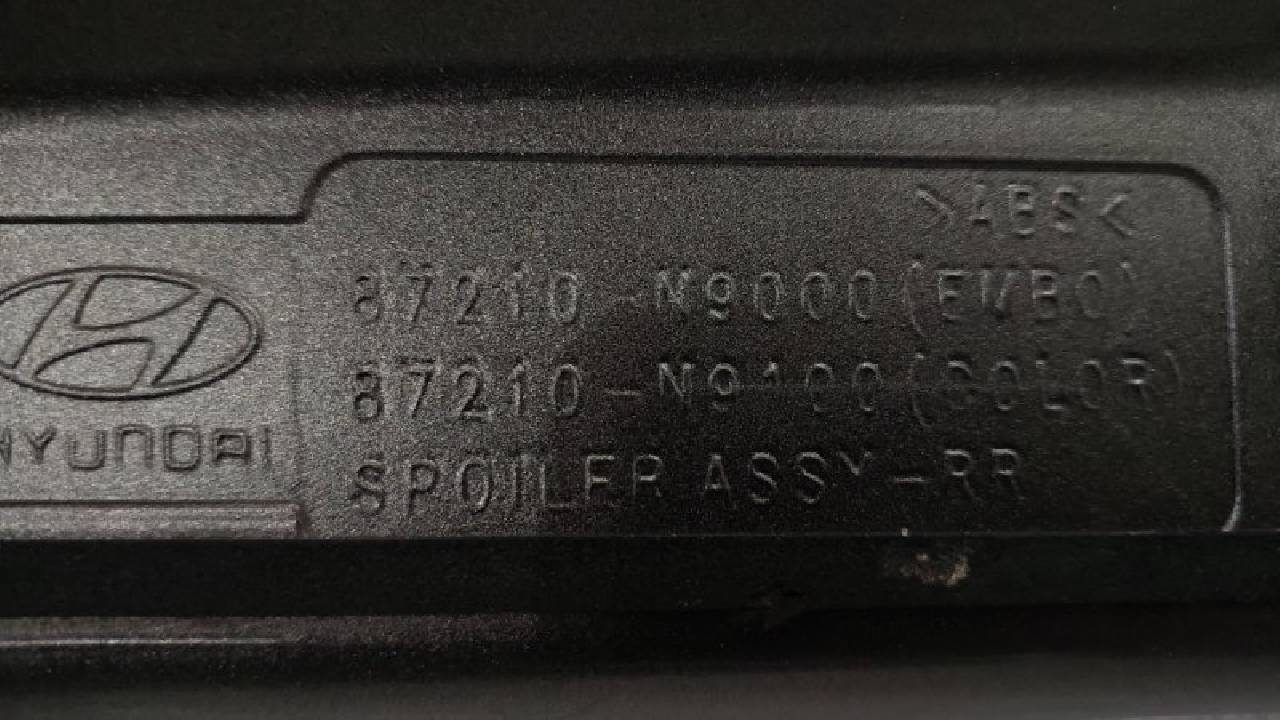 >ABS<
87210-N9000(EMBO)
87210-N9100(COLOR)
HYUNDAI
SPOILER ASSY-RR